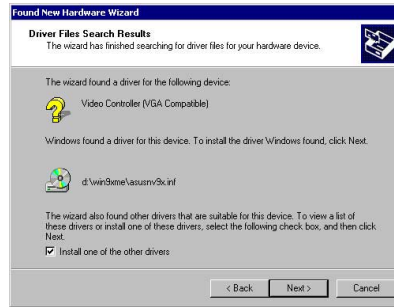 Found New Hardware Wizard
Driver Files Search Results
The wizard has finished searching for driver files for your hardware device.
The wizard found a driver for the following device:
Video Controller (VGA Compatible)
Windows found a driver for this device. To install the driver Windows found, click Next.
d:\win9xme\asusnv9x.inf
The wizard also found other drivers that are suitable for this device. To view a list of
these drivers or install one of these drivers, select the following check box, and then click
Next.
Install one of the other drivers
< Back
Next >
Cancel